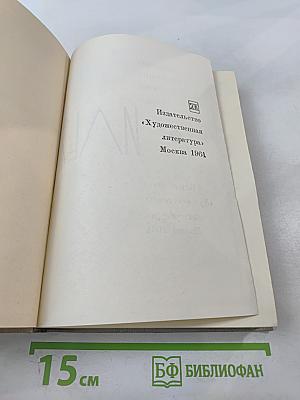 Издательство
«Художественная
литература»
Москва 1964
15 см
БФ БИБЛИОФАН